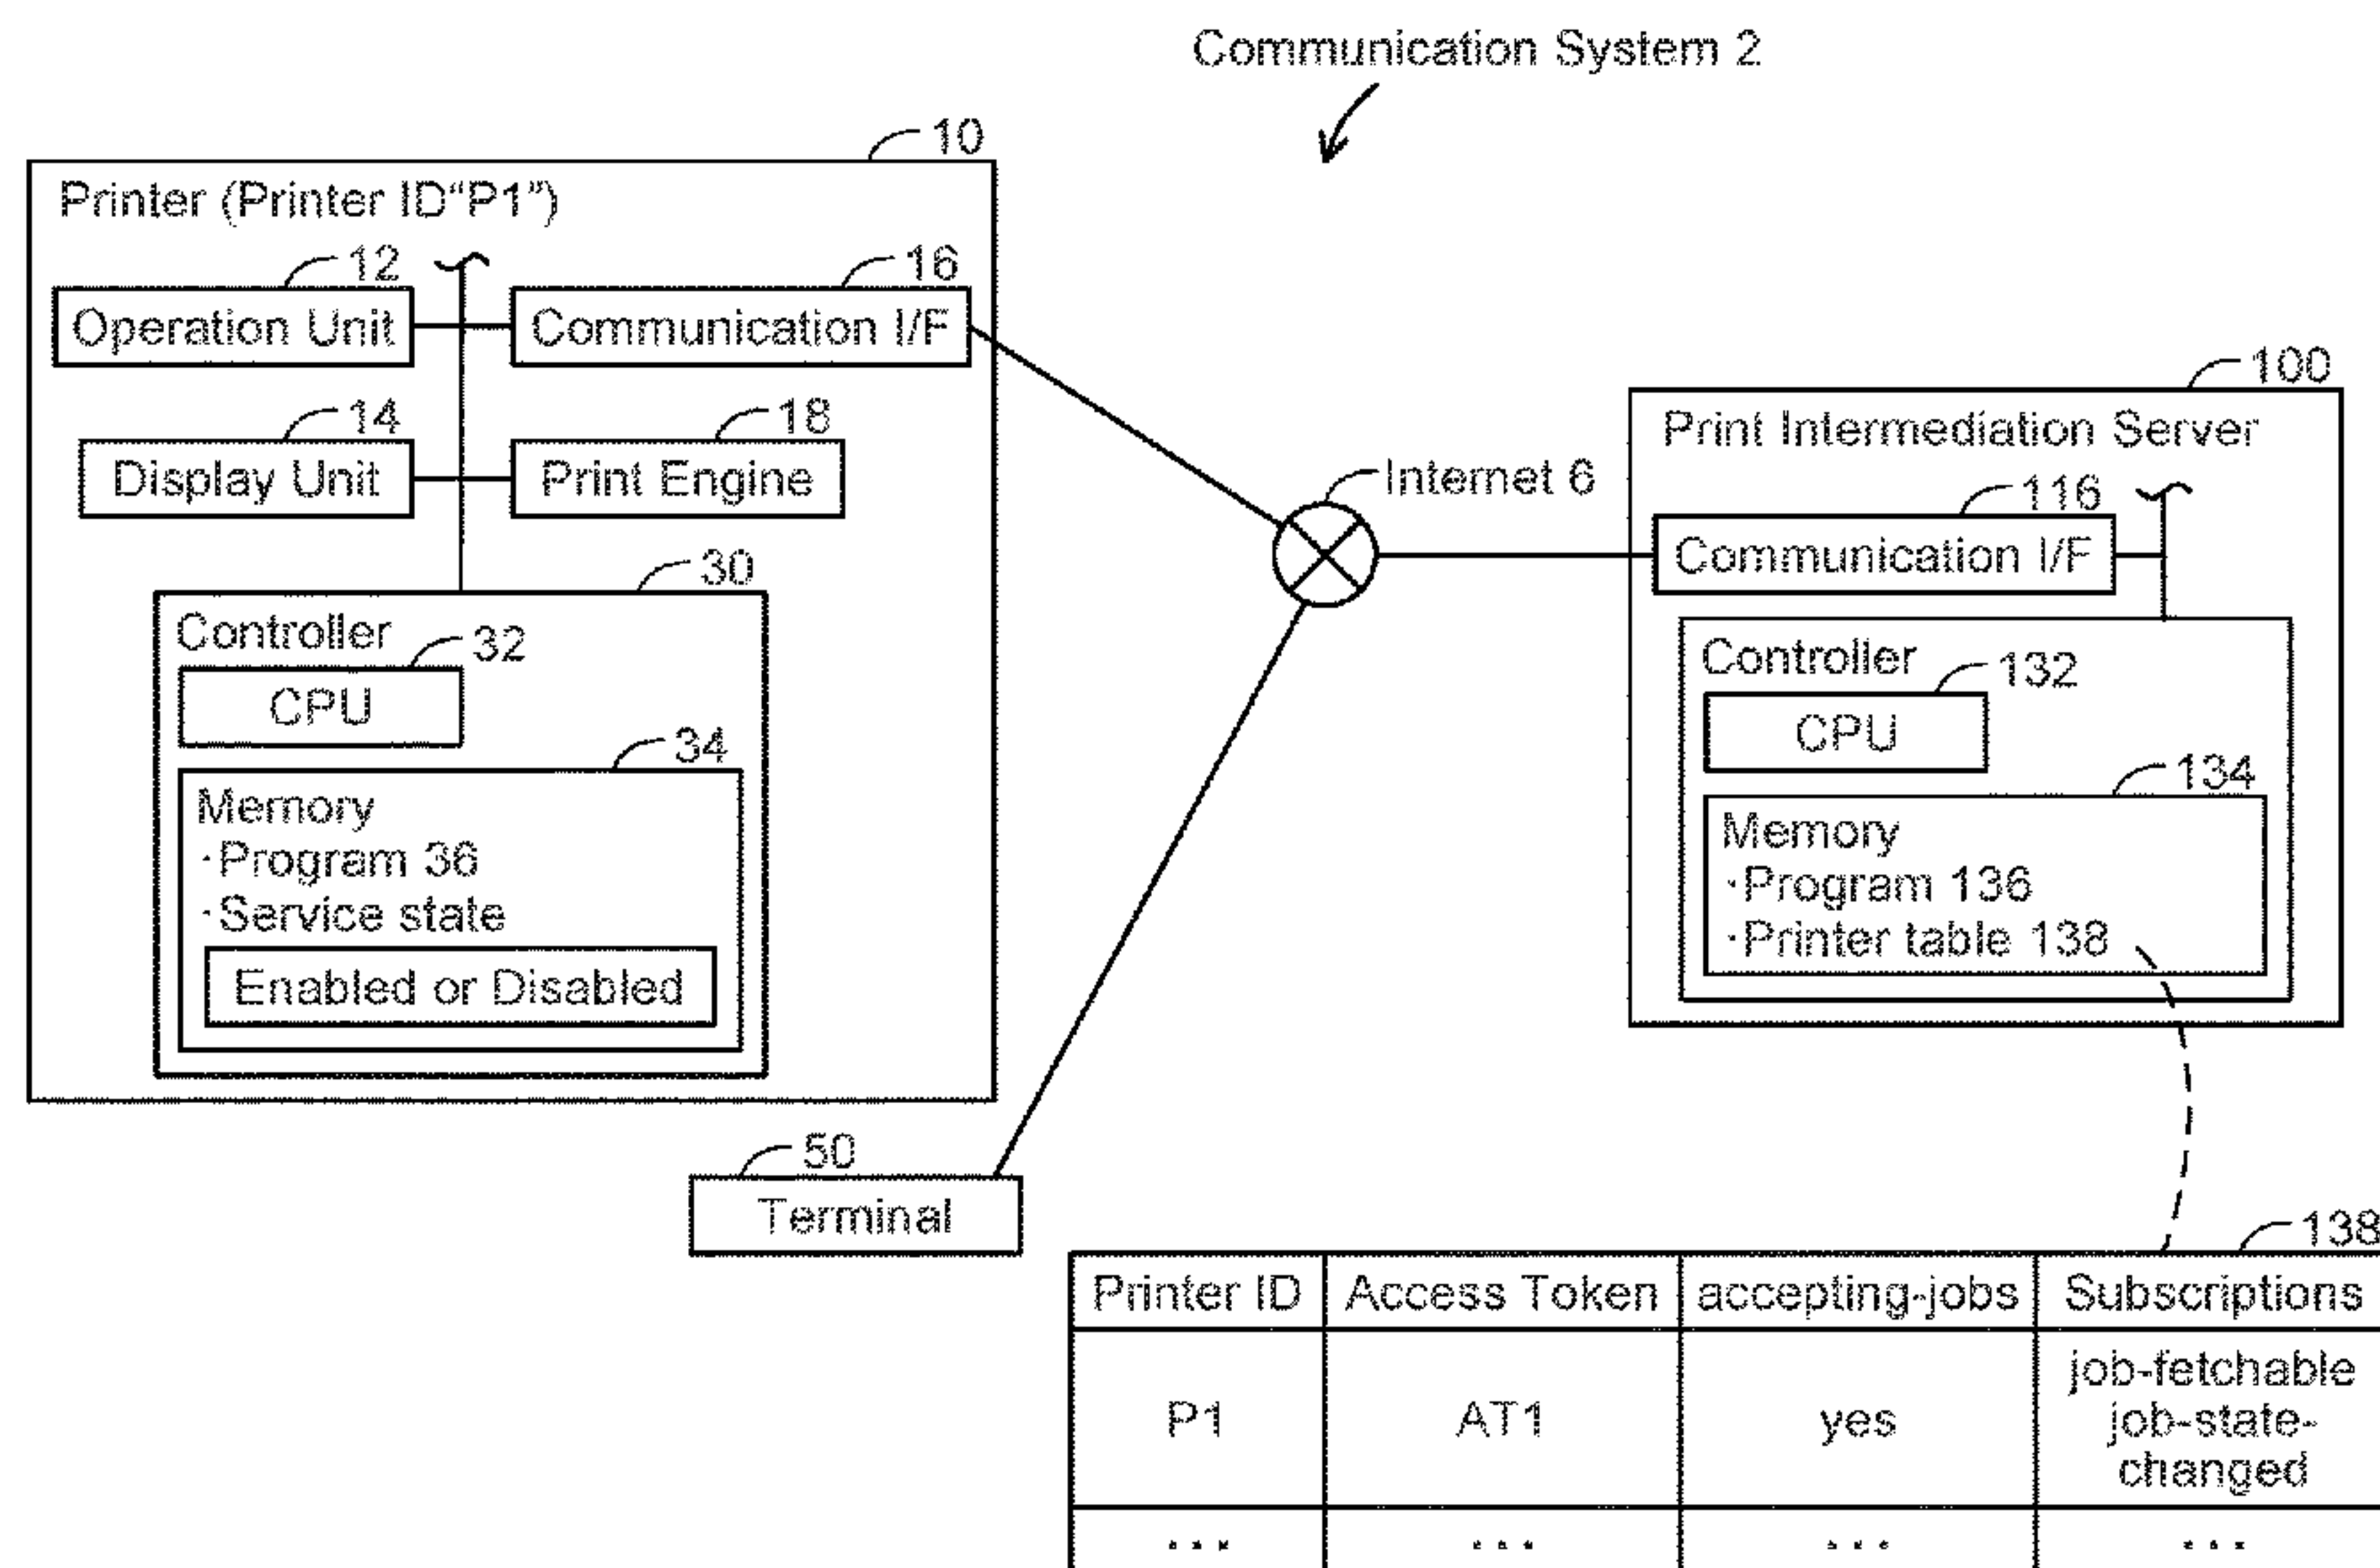 Communication System 2
10
Printer (Printer ID“P1”)
12
16
Operation Unit
Communication I/F
14
18
Display Unit
Print Engine
30
Controller
32
CPU
34
Memory
·Program 36
·Service state
Enabled or Disabled
Internet 6
100
Print Intermediation Server
116
Communication I/F
Controller
132
CPU
134
Memory
·Program 136
·Printer table 138
50
Terminal
138
Printer ID
Access Token
accepting-jobs
Subscriptions
P1
AT1
yes
job-fetchable
job-state-
changed
...
...
...
...